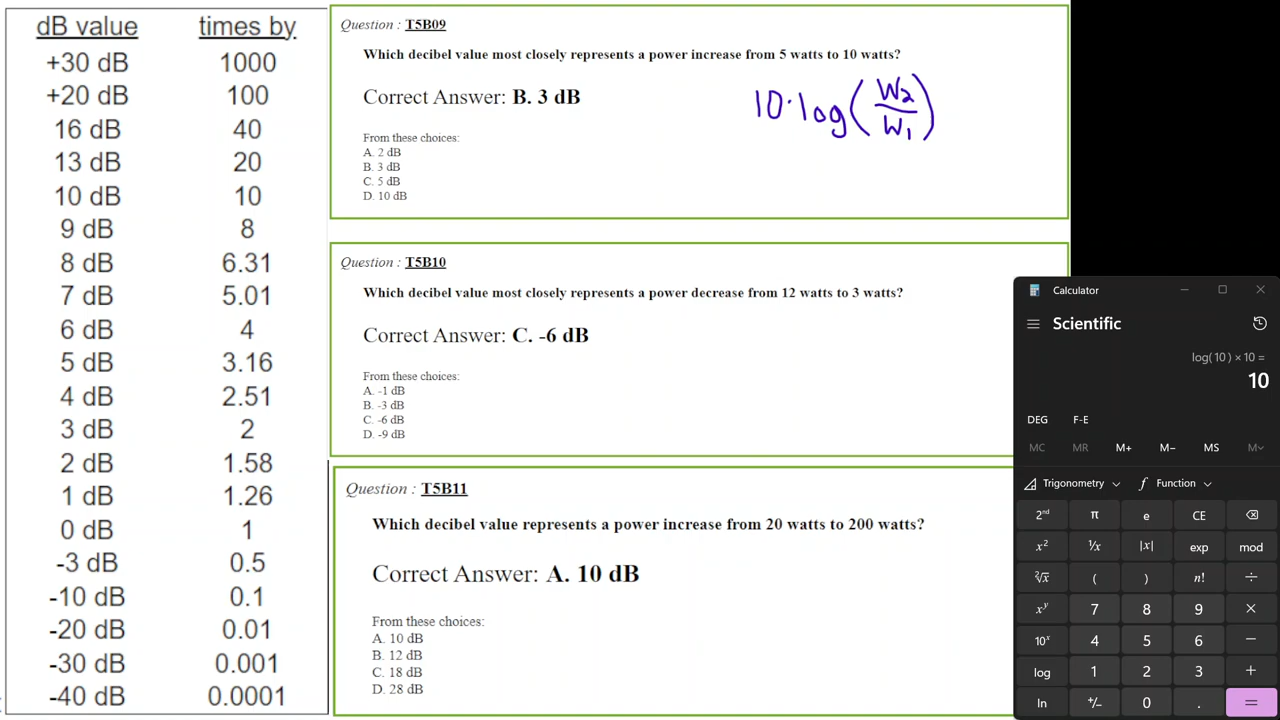 dB value times by
+30 dB 1000
+20 dB 100
16 dB 40
13 dB 20
10 dB 10
9 dB 8
8 dB 6.31
7 dB 5.01
6 dB 4
5 dB 3.16
4 dB 2.51
3 dB 2
2 dB 1.58
1 dB 1.26
0 dB 1
-3 dB 0.5
-10 dB 0.1
-20 dB 0.01
-30 dB 0.001
-40 dB 0.0001
Question : T5B09
Which decibel value most closely represents a power increase from 5 watts to 10 watts?
Correct Answer: B. 3 dB
10·log(W2/W1)
From these choices:
A. 2 dB
B. 3 dB
C. 5 dB
D. 10 dB
Question : T5B10
Which decibel value most closely represents a power decrease from 12 watts to 3 watts?
Correct Answer: C. -6 dB
From these choices:
A. -1 dB
B. -3 dB
C. -6 dB
D. -9 dB
Question : T5B11
Which decibel value represents a power increase from 20 watts to 200 watts?
Correct Answer: A. 10 dB
From these choices:
A. 10 dB
B. 12 dB
C. 18 dB
D. 28 dB
Calculator
Scientific
log(10) × 10 =
10
DEG F-E
MC MR M+ M− MS M˅
Trigonometry Function
2nd π e CE
x² ¹/x |x| exp mod
²√x ( ) n! ÷
xʸ 7 8 9 ×
10ˣ 4 5 6 −
log 1 2 3 +
ln +/− 0 . =